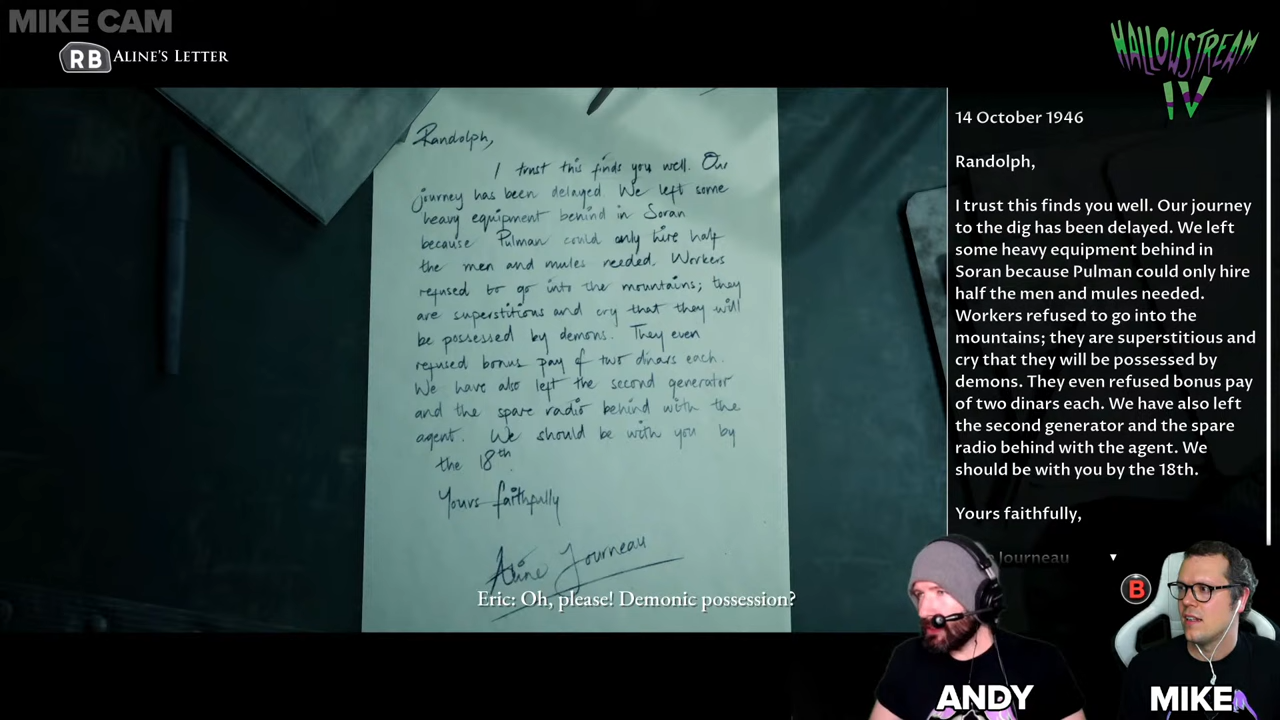 MIKE CAM
RB ALINE'S LETTER
HALLOWSTREAM
IV
Randolph,
I trust this finds you well. Our
journey has been delayed. We left some
heavy equipment behind in Soran
because Pulman could only hire half
the men and mules needed. Workers
refused to go into the mountains; they
are superstitious and cry that they will
be possessed by demons. They even
refused bonus pay of two dinars each.
We have also left the second generator
and the spare radio behind with the
agent. We should be with you by
the 18th.
Yours faithfully
Aline Journeau
Eric: Oh, please! Demonic possession?
14 October 1946
Randolph,
I trust this finds you well. Our journey
to the dig has been delayed. We left
some heavy equipment behind in
Soran because Pulman could only hire
half the men and mules needed.
Workers refused to go into the
mountains; they are superstitious and
cry that they will be possessed by
demons. They even refused bonus pay
of two dinars each. We have also left
the second generator and the spare
radio behind with the agent. We
should be with you by the 18th.
Yours faithfully,
Journeau
B
ANDY
MIKE